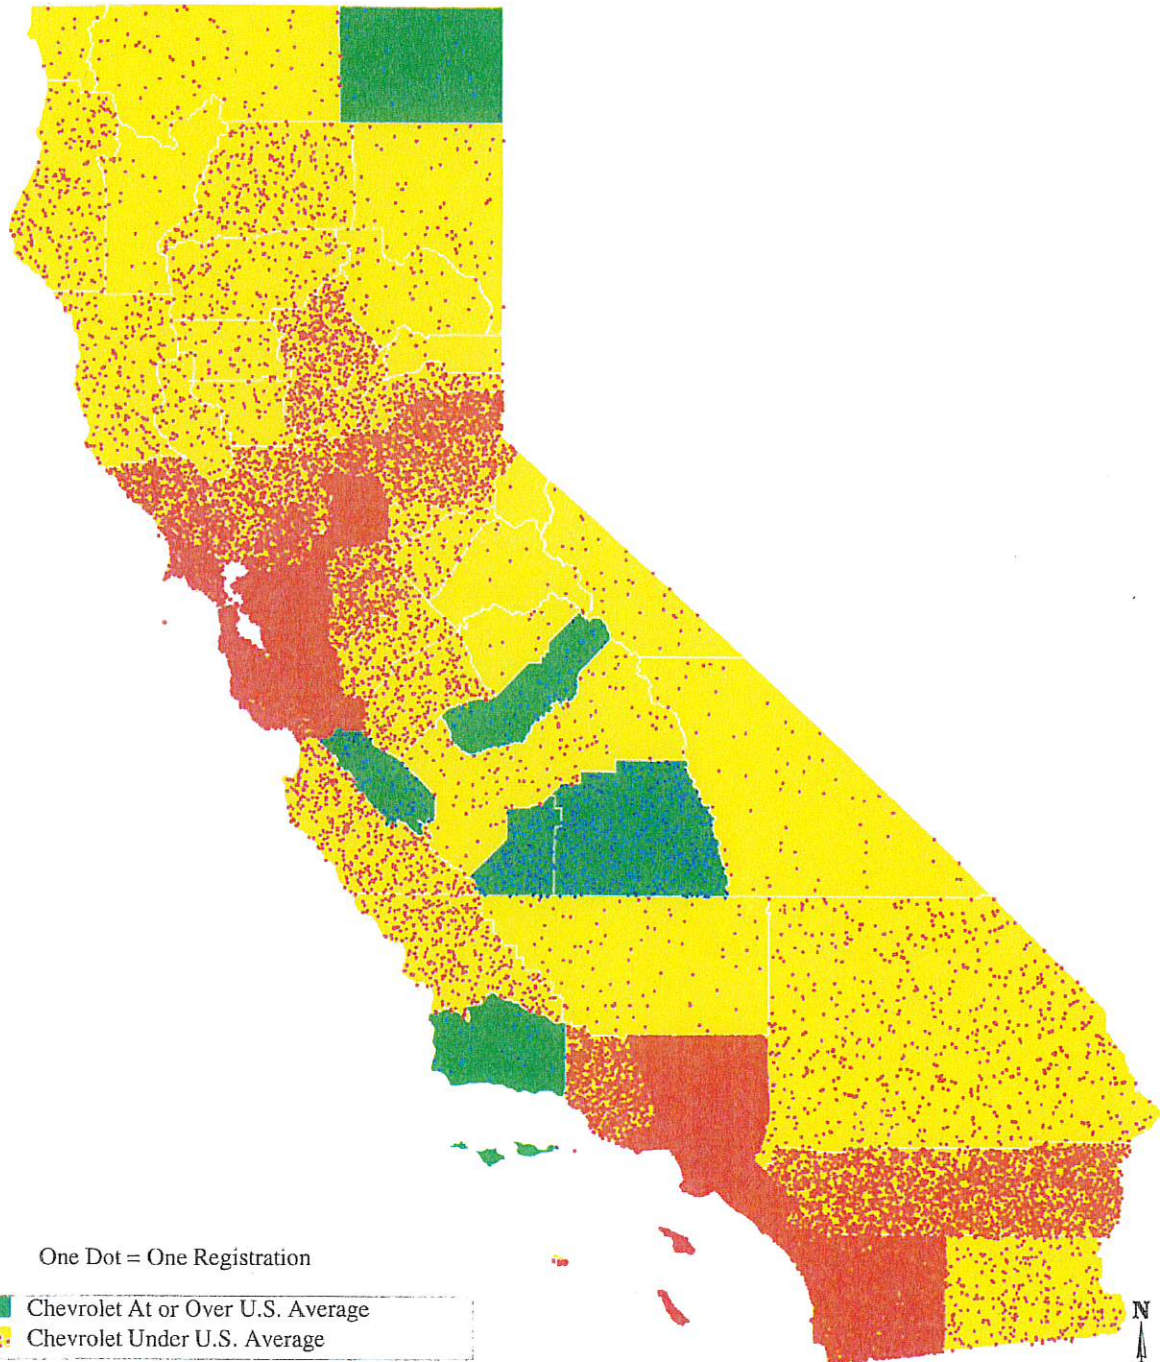 One Dot = One Registration
Chevrolet At or Over U.S. Average
Chevrolet Under U.S. Average
N